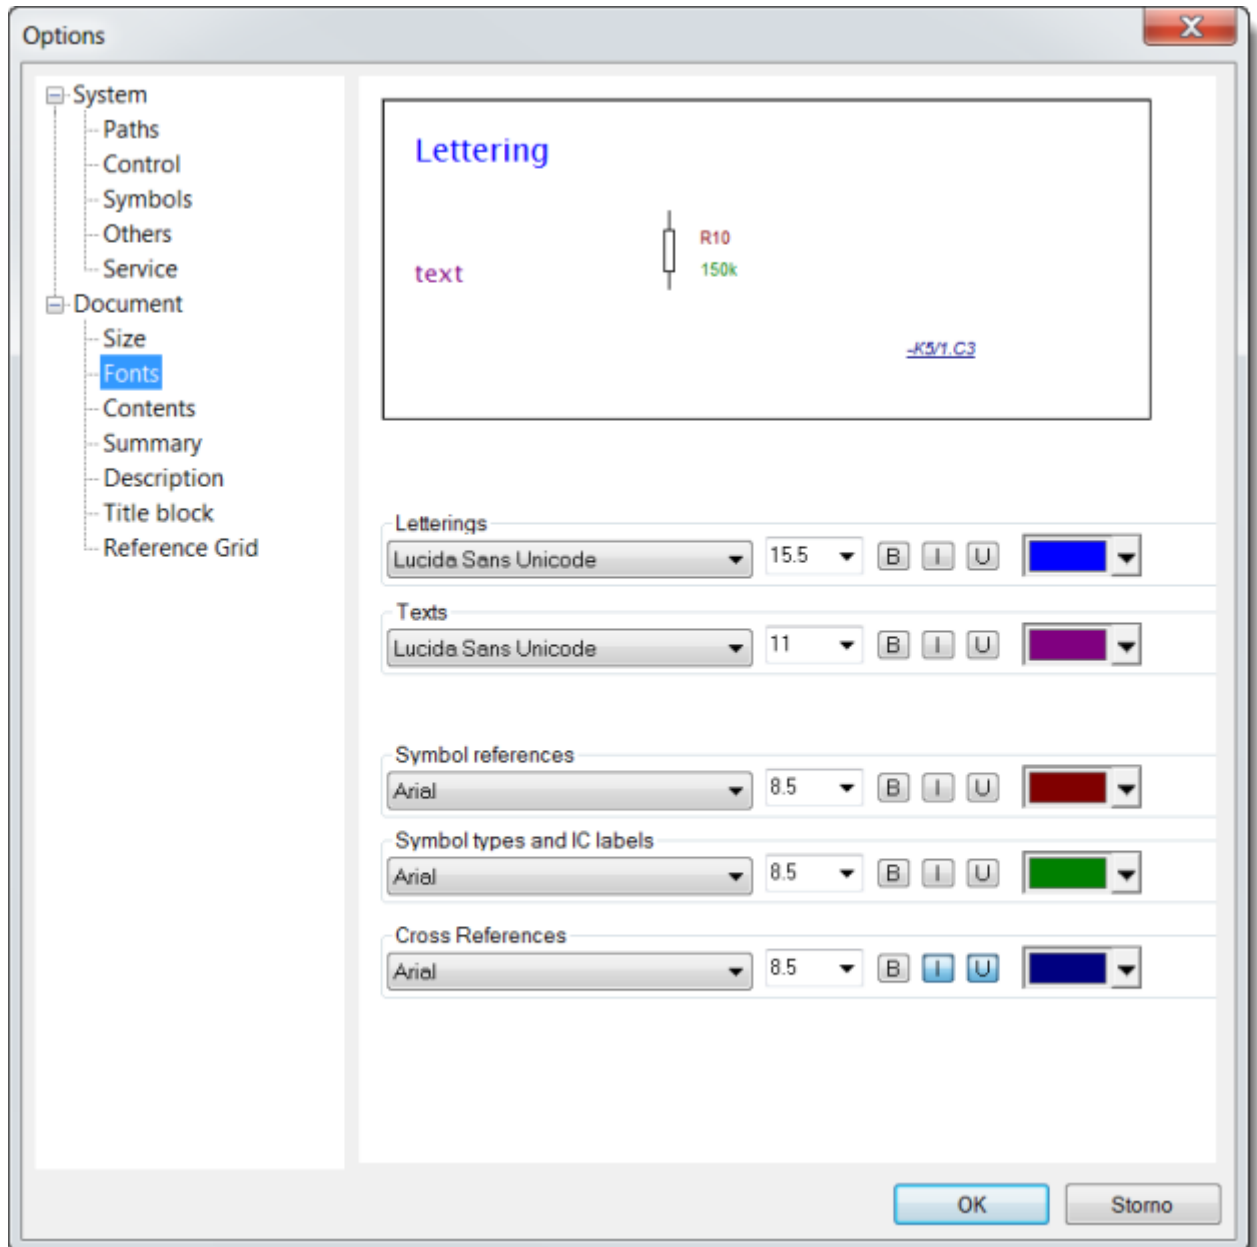 Options
System
Paths
Control
Symbols
Others
Service
Document
Size
Fonts
Contents
Summary
Description
Title block
Reference Grid
Lettering
R10
text
150k
-K5/1.C3
Letterings
Lucida Sans Unicode 15.5 B I U
Texts
Lucida Sans Unicode 11 B I U
Symbol references
Arial 8.5 B I U
Symbol types and IC labels
Arial 8.5 B I U
Cross References
Arial 8.5 B I U
OK Storno